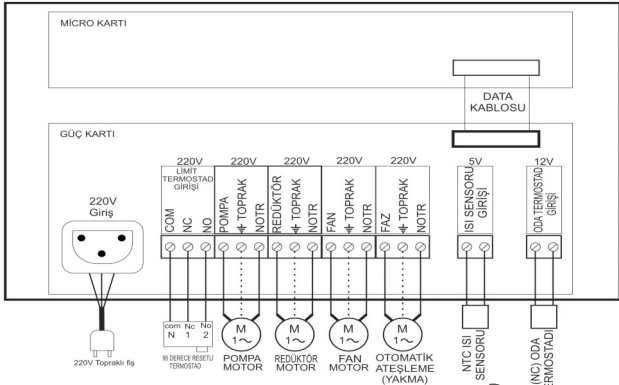 MİCRO KARTI
DATA
KABLOSU
GÜÇ KARTI
220V
Giriş
220V
LİMİT
TERMOSTAD
GİRİŞİ
COM
NC
NO
220V
POMPA
TOPRAK
NOTR
220V
REDÜKTÖR
TOPRAK
NOTR
220V
FAN
TOPRAK
NOTR
220V
FAZ
TOPRAK
NOTR
5V
ISI SENSORU
GİRİŞİ
12V
ODA TERMOSTAD
GİRİŞİ
220V Topraklı fiş
com Nc No
N 1 2
95 DERECE RESETLİ
TERMOSTAD
M
1~
POMPA
MOTOR
M
1~
REDÜKTÖR
MOTOR
M
1~
FAN
MOTOR
M
1~
OTOMATİK
ATEŞLEME
(YAKMA)
NTC ISI
SENSORU
(NC) ODA